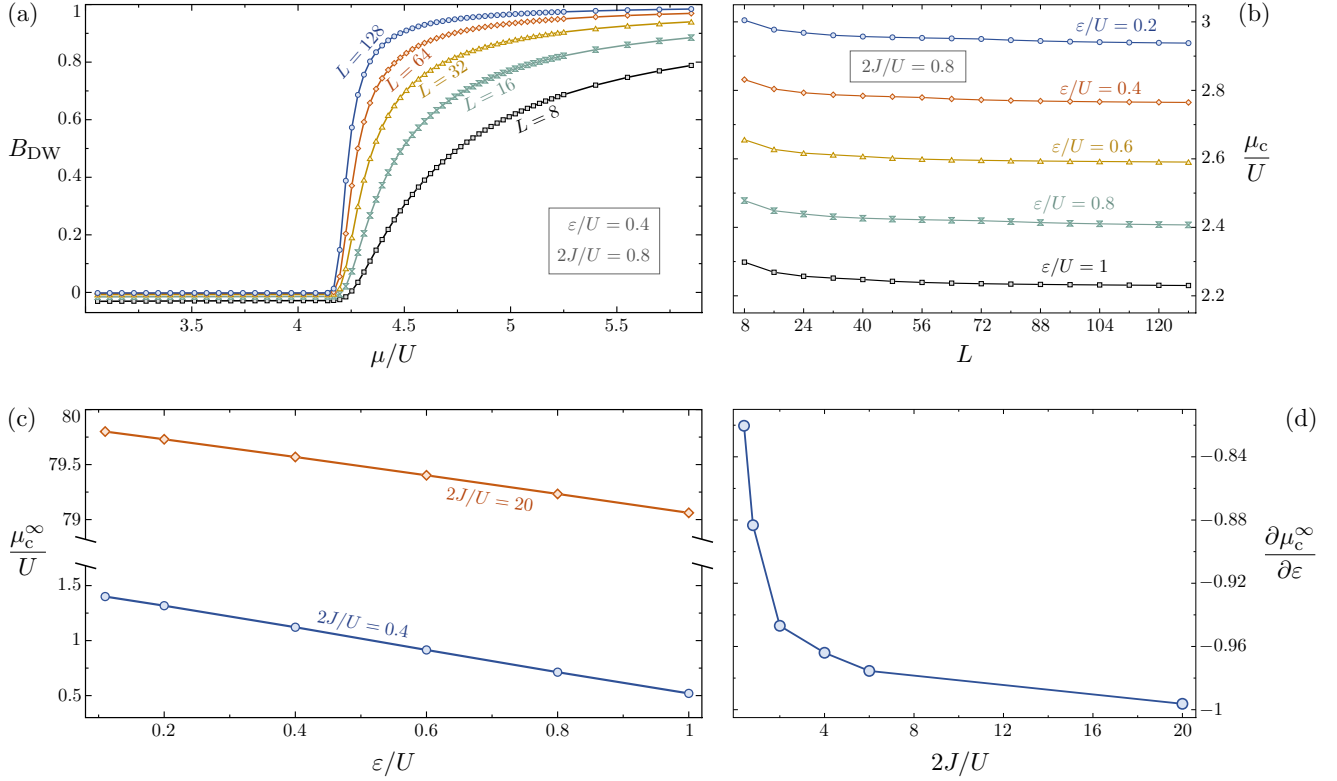 (a)
B_DW
1
0.8
0.6
0.4
0.2
0
L = 128
L = 64
L = 32
L = 16
L = 8
ε/U = 0.4
2J/U = 0.8
3.5
4
4.5
5
5.5
μ/U
(b)
ε/U = 0.2
2J/U = 0.8
ε/U = 0.4
ε/U = 0.6
ε/U = 0.8
ε/U = 1
3
2.8
2.6
2.4
2.2
μ_c
U
8
24
40
56
72
88
104
120
L
(c)
80
79.5
79
2J/U = 20
μ_c^∞
U
1.5
1
0.5
2J/U = 0.4
0.2
0.4
0.6
0.8
1
ε/U
(d)
−0.84
−0.88
−0.92
−0.96
−1
∂μ_c^∞
∂ε
4
8
12
16
20
2J/U